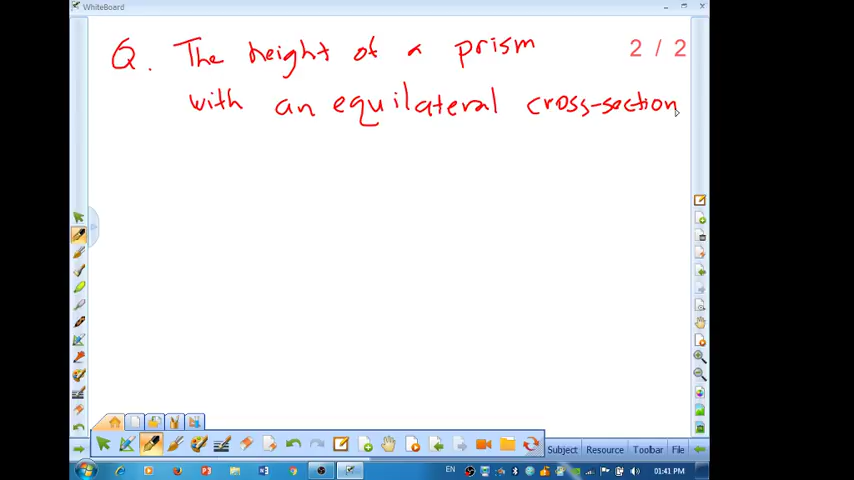 WhiteBoard
Q. The height of a prism
2 / 2
with an equilateral cross-section
Subject Resource Toolbar File
EN 01:41 PM